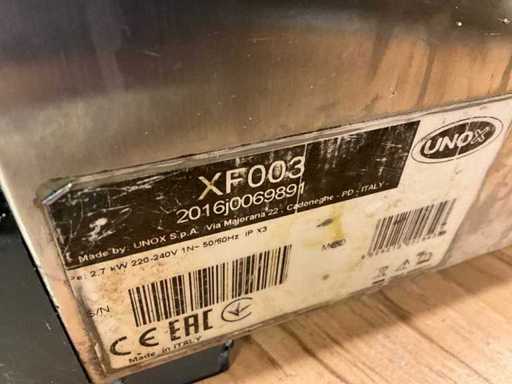 UNOX
XF003
2016j0069891
Made by: UNOX S.p.A. Via Majorana 22 Cadoneghe - PD - ITALY
2.7 kW 220-240V 1N~ 50/60Hz IP X3
S/N
CE EAC
Made in ITALY